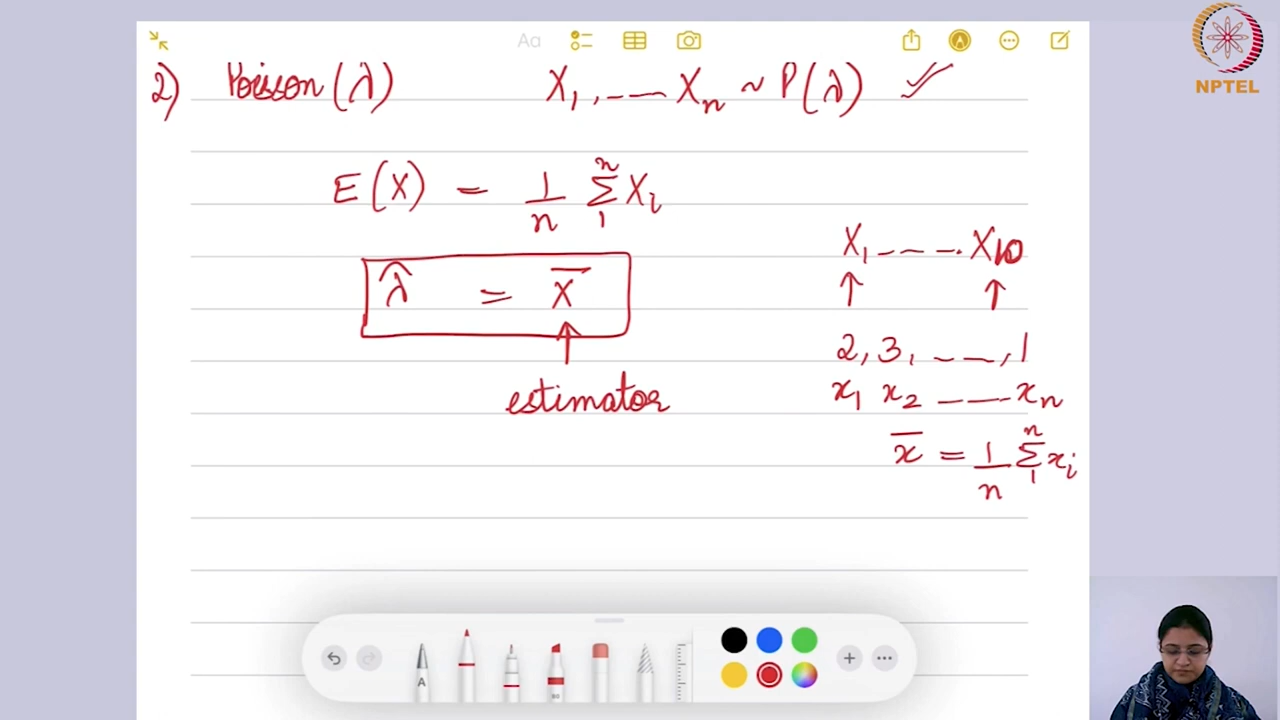 2) Poisson(λ) X₁, ---- Xₙ ~ P(λ)
E(X) = 1/n Σ₁ⁿ Xᵢ
λ̂ = X̄
estimator
X₁ ---. X₁₀
2, 3, ---, 1
x₁ x₂ ---- xₙ
x̄ = 1/n Σ₁ⁿ xᵢ
Aa
A
80
NPTEL